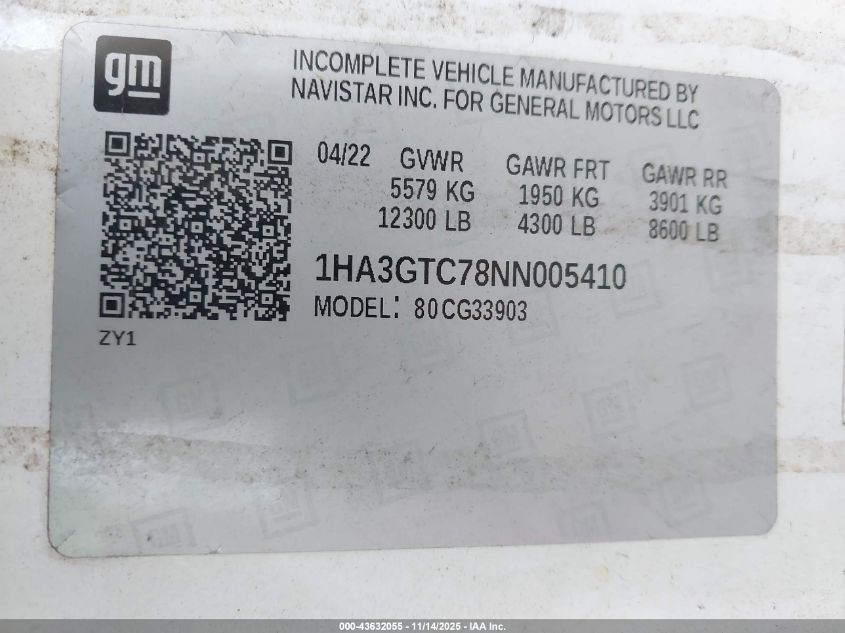 gm
INCOMPLETE VEHICLE MANUFACTURED BY
NAVISTAR INC. FOR GENERAL MOTORS LLC
04/22 GVWR GAWR FRT GAWR RR
5579 KG 1950 KG 3901 KG
12300 LB 4300 LB 8600 LB
1HA3GTC78NN005410
MODEL: 80CG33903
ZY1
000-43632055 - 11/14/2025 - IAA Inc.